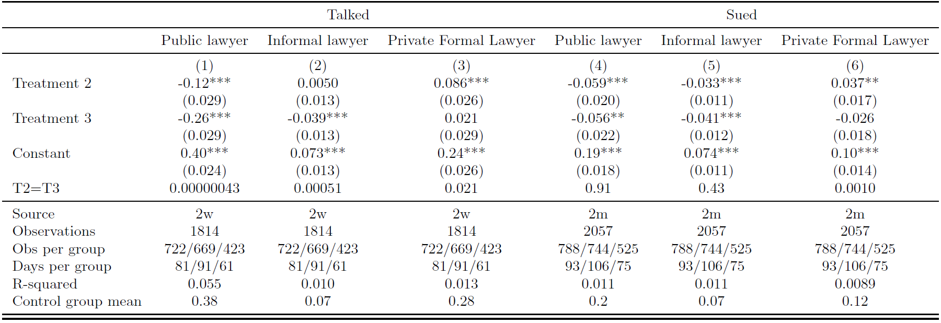 Talked Sued
Public lawyer Informal lawyer Private Formal Lawyer Public lawyer Informal lawyer Private Formal Lawyer
(1) (2) (3) (4) (5) (6)
Treatment 2 -0.12*** 0.0050 0.086*** -0.059*** -0.033*** 0.037**
(0.029) (0.013) (0.026) (0.020) (0.011) (0.017)
Treatment 3 -0.26*** -0.039*** 0.021 -0.056** -0.041*** -0.026
(0.029) (0.013) (0.029) (0.022) (0.012) (0.018)
Constant 0.40*** 0.073*** 0.24*** 0.19*** 0.074*** 0.10***
(0.024) (0.013) (0.026) (0.018) (0.011) (0.014)
T2=T3 0.00000043 0.00051 0.021 0.91 0.43 0.0010
Source 2w 2w 2w 2m 2m 2m
Observations 1814 1814 1814 2057 2057 2057
Obs per group 722/669/423 722/669/423 722/669/423 788/744/525 788/744/525 788/744/525
Days per group 81/91/61 81/91/61 81/91/61 93/106/75 93/106/75 93/106/75
R-squared 0.055 0.010 0.013 0.011 0.011 0.0089
Control group mean 0.38 0.07 0.28 0.2 0.07 0.12